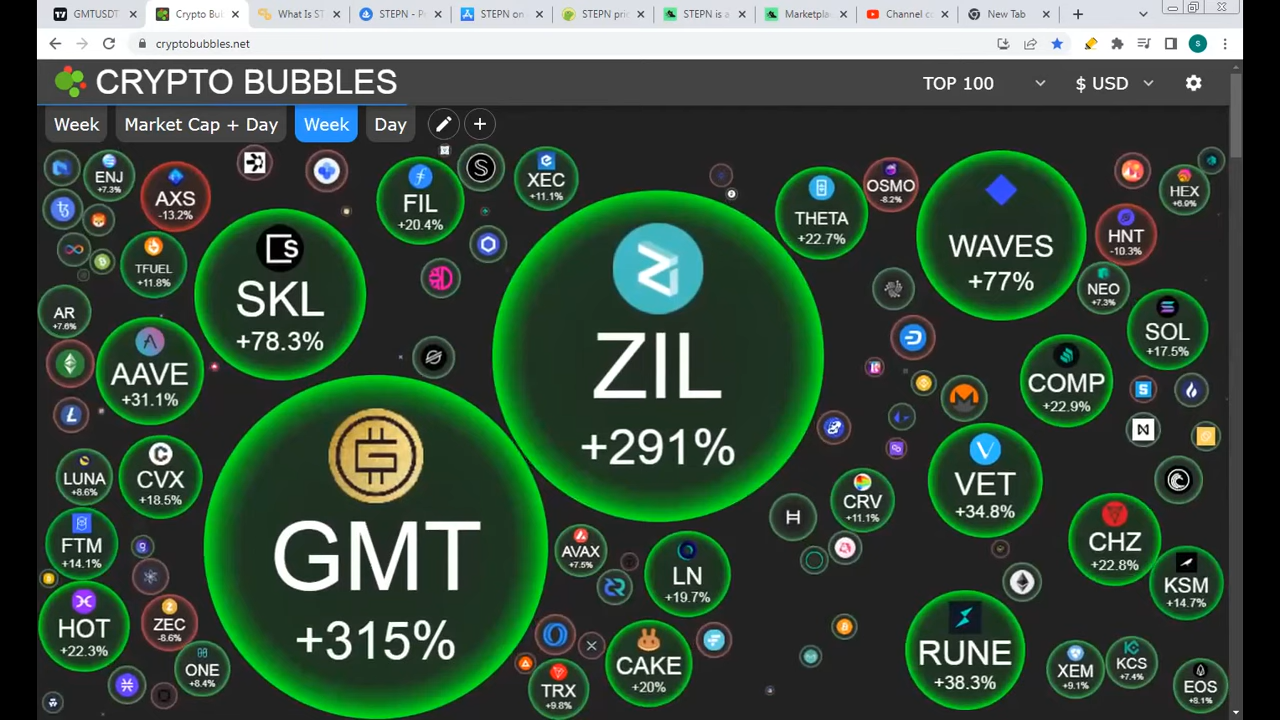 GMTUSDT
Crypto Bub
What Is ST
STEPN - P
STEPN on
STEPN pric
STEPN is a
Marketpla
Channel co
New Tab
cryptobubbles.net
S
CRYPTO BUBBLES
TOP 100
$ USD
Week
Market Cap + Day
Week
Day
ENJ
+7.3%
AXS
-13.2%
FIL
+20.4%
XEC
+11.1%
THETA
+22.7%
OSMO
-8.2%
WAVES
+77%
HEX
+6.9%
HNT
-10.3%
TFUEL
+11.8%
SKL
+78.3%
ZIL
+291%
NEO
+7.3%
AR
+7.6%
SOL
+17.5%
AAVE
+31.1%
COMP
+22.9%
LUNA
+8.6%
CVX
+18.5%
GMT
+315%
CRV
+11.1%
VET
+34.8%
FTM
+14.1%
AVAX
+7.5%
LN
+19.7%
CHZ
+22.8%
KSM
+14.7%
HOT
+22.3%
ZEC
-8.6%
ONE
+8.4%
TRX
+9.8%
CAKE
+20%
RUNE
+38.3%
XEM
+9.1%
KCS
+7.4%
EOS
+8.1%